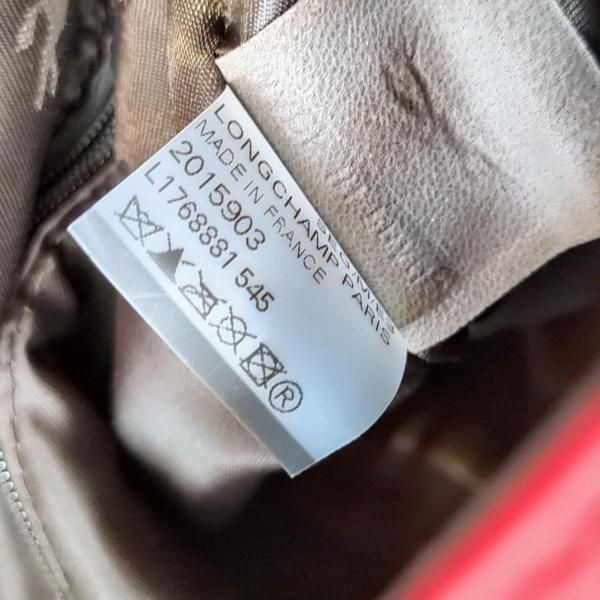 LONGCHAMP PARIS
MADE IN FRANCE
2015903
L1768881 545
®